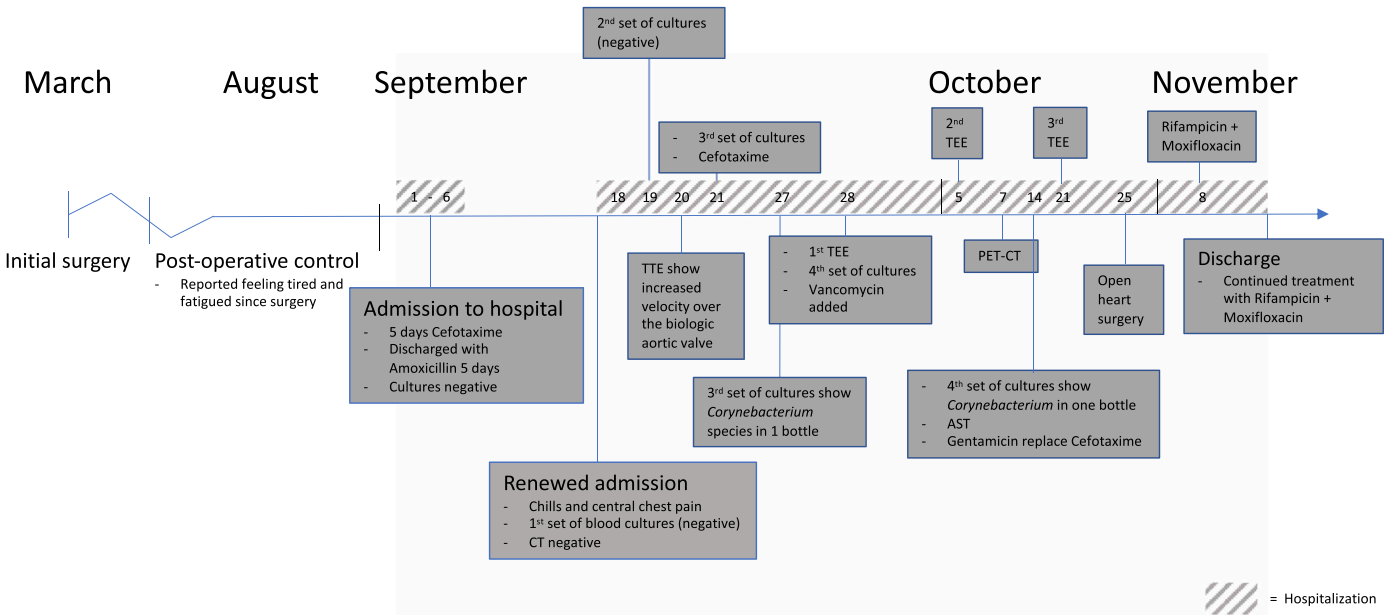 2nd set of cultures
(negative)
March
August
September
October
November
- 3rd set of cultures
- Cefotaxime
2nd
TEE
3rd
TEE
Rifampicin +
Moxifloxacin
1 - 6
18 19 20 21 27 28 5 7 14 21 25 8
Initial surgery
Post-operative control
- Reported feeling tired and
fatigued since surgery
Admission to hospital
- 5 days Cefotaxime
- Discharged with
Amoxicillin 5 days
- Cultures negative
TTE show
increased
velocity over
the biologic
aortic valve
- 1st TEE
- 4th set of cultures
- Vancomycin
added
PET-CT
Open
heart
surgery
Discharge
- Continued treatment
with Rifampicin +
Moxifloxacin
3rd set of cultures show
Corynebacterium
species in 1 bottle
- 4th set of cultures show
Corynebacterium in one bottle
- AST
- Gentamicin replace Cefotaxime
Renewed admission
- Chills and central chest pain
- 1st set of blood cultures (negative)
- CT negative
= Hospitalization